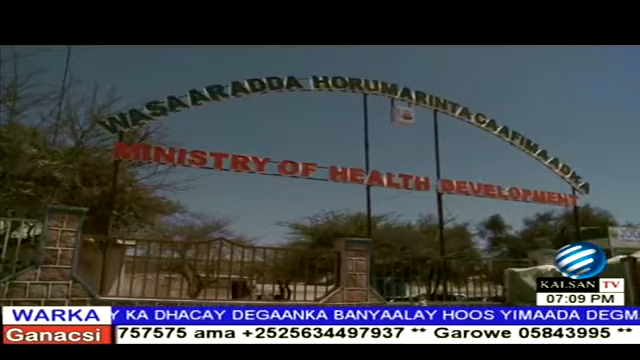 WASAARADDA HORUMARINTA CAAFIMAADKA
MINISTRY OF HEALTH DEVELOPMENT
KALSAN TV
07:09 PM
WARKA
Y KA DHACAY DEGAANKA BANYAALAY HOOS YIMAADA DEGMA
Ganacsi
757575 ama +2525634497937 ** Garowe 05843995 **